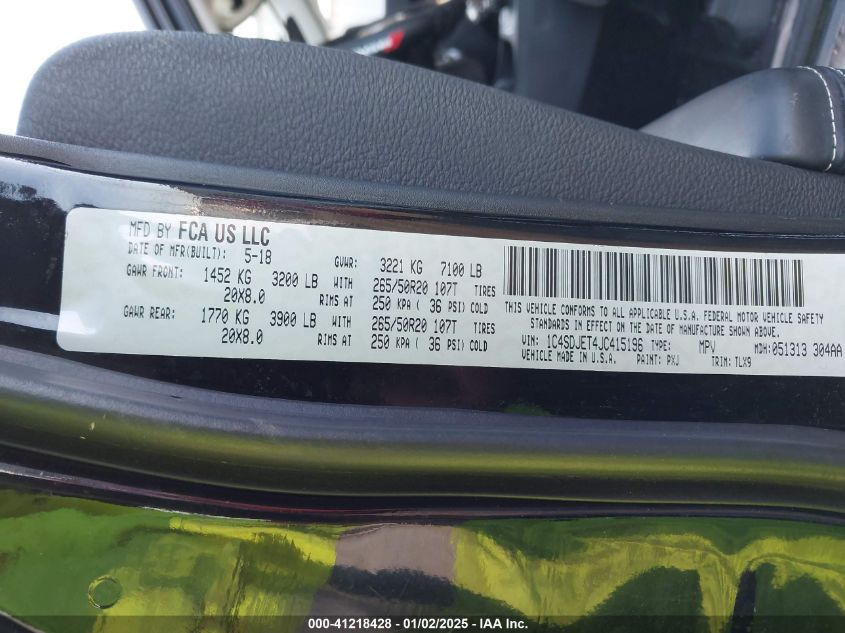 MFD BY FCA US LLC
DATE OF MFR(BUILT): 5-18 GVWR: 3221 KG 7100 LB
GAWR FRONT: 1452 KG 3200 LB WITH 265/50R20 107T TIRES
20X8.0 RIMS AT 250 KPA ( 36 PSI) COLD
GAWR REAR: 1770 KG 3900 LB WITH 265/50R20 107T TIRES
20X8.0 RIMS AT 250 KPA ( 36 PSI) COLD
THIS VEHICLE CONFORMS TO ALL APPLICABLE U.S.A. FEDERAL MOTOR VEHICLE SAFETY
STANDARDS IN EFFECT ON THE DATE OF MANUFACTURE SHOWN ABOVE.
VIN: 1C4SDJET4JC415196 TYPE: MPV MDH: 051313 304AA
VEHICLE MADE IN U.S.A. PAINT: PXJ TRIM: TLX9
000-41218428 - 01/02/2025 - IAA Inc.